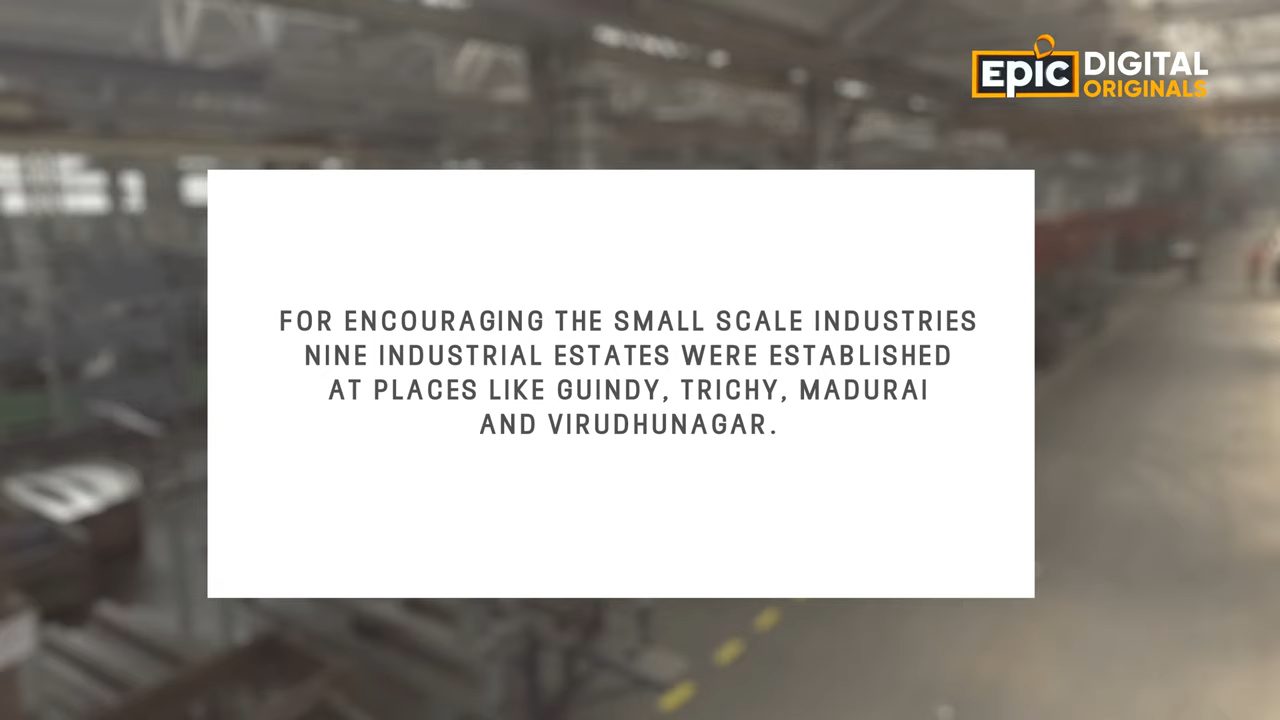 EPIC DIGITAL
ORIGINALS
FOR ENCOURAGING THE SMALL SCALE INDUSTRIES
NINE INDUSTRIAL ESTATES WERE ESTABLISHED
AT PLACES LIKE GUINDY, TRICHY, MADURAI
AND VIRUDHUNAGAR.